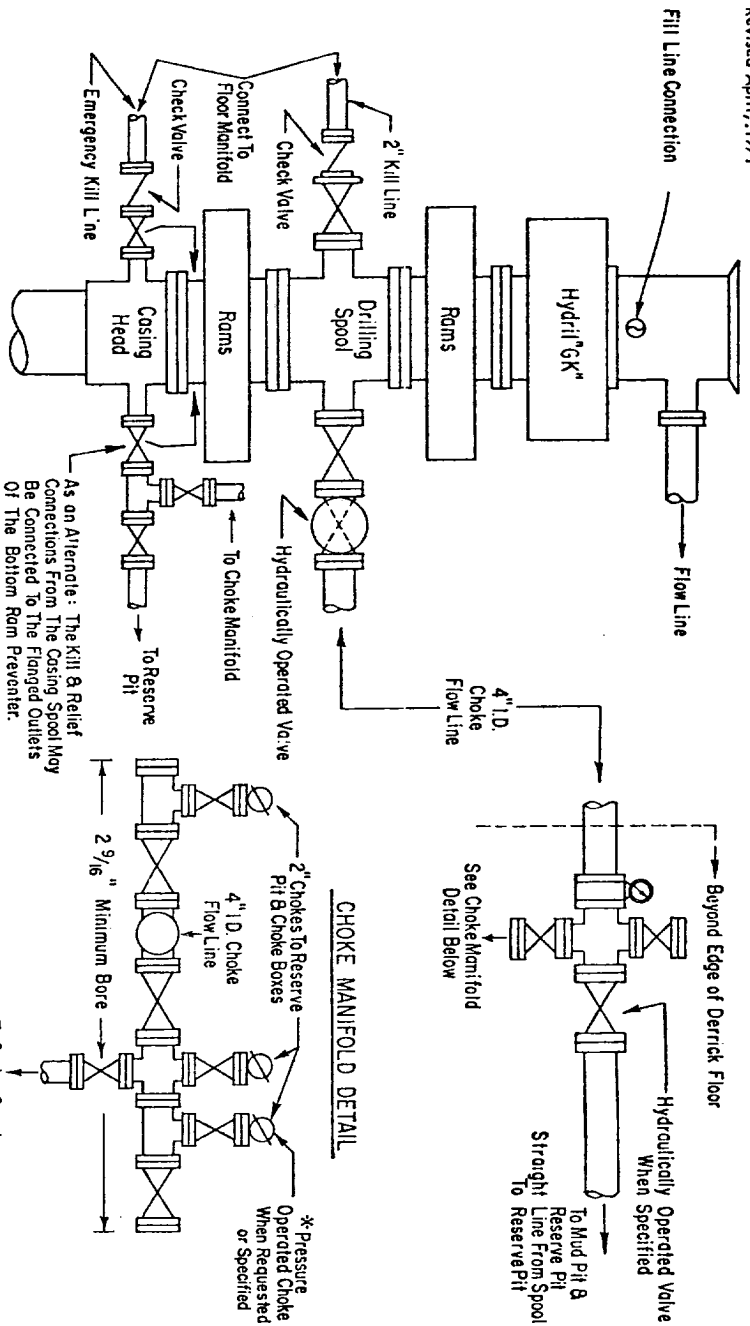 Fill Line Connection
Flow Line
Hydril "GK"
Rams
2" Kill Line
Check Valve
Drilling
Spool
Hydraulically Operated Valve
4" I.D.
Choke
Flow Line
Connect To
Floor Manifold
Check Valve
Emergency Kill Line
Rams
Casing
Head
To Choke Manifold
To Reserve
Pit
As an Alternate: The Kill & Relief
Connections From The Casing Spool May
Be Connected To The Flanged Outlets
Of The Bottom Ram Preventer.
Beyond Edge of Derrick Floor
Hydraulically Operated Valve
When Specified
To Mud Pit &
Reserve Pit
Straight Line From Spool
To Reserve Pit
See Choke Manifold
Detail Below
CHOKE MANIFOLD DETAIL
2" Chokes To Reserve
Pit & Choke Boxes
4" I.D. Choke
Flow Line
*Pressure
Operated Choke
When Requested
or Specified
2 9/16" Minimum Bore